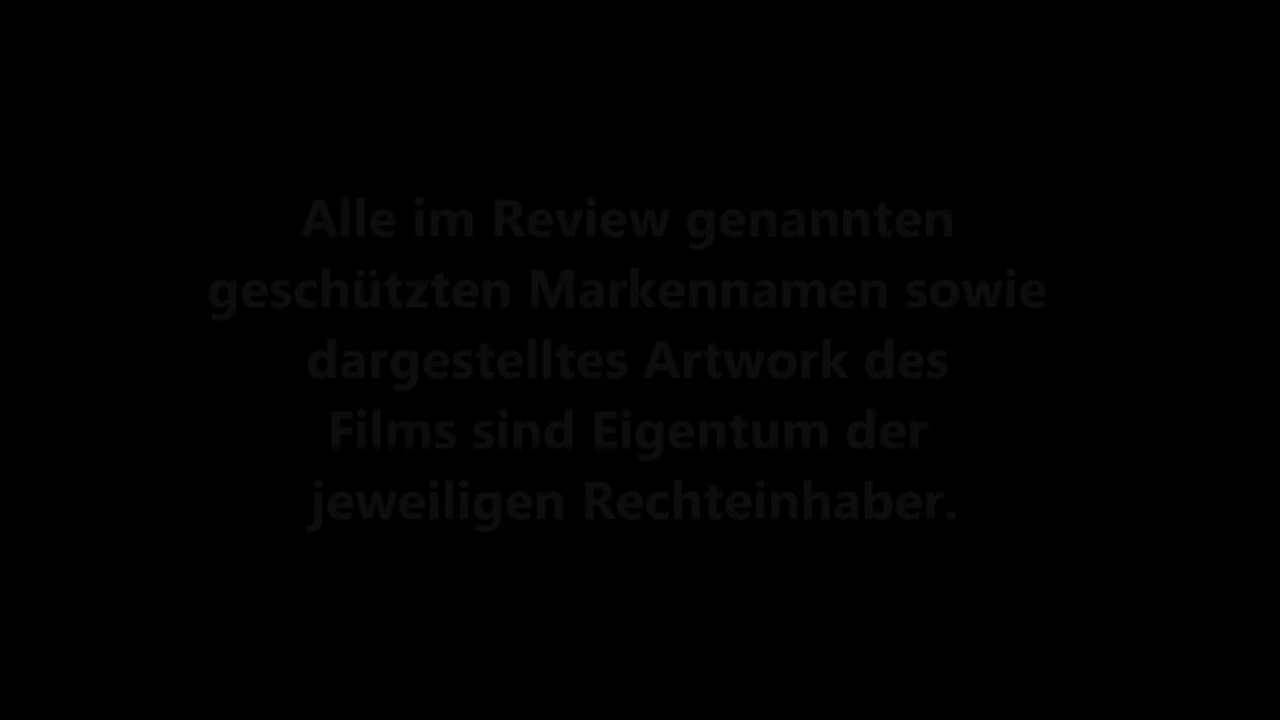 Alle im Review genannten
geschützten Markennamen sowie
dargestelltes Artwork des
Films sind Eigentum der
jeweiligen Rechteinhaber.